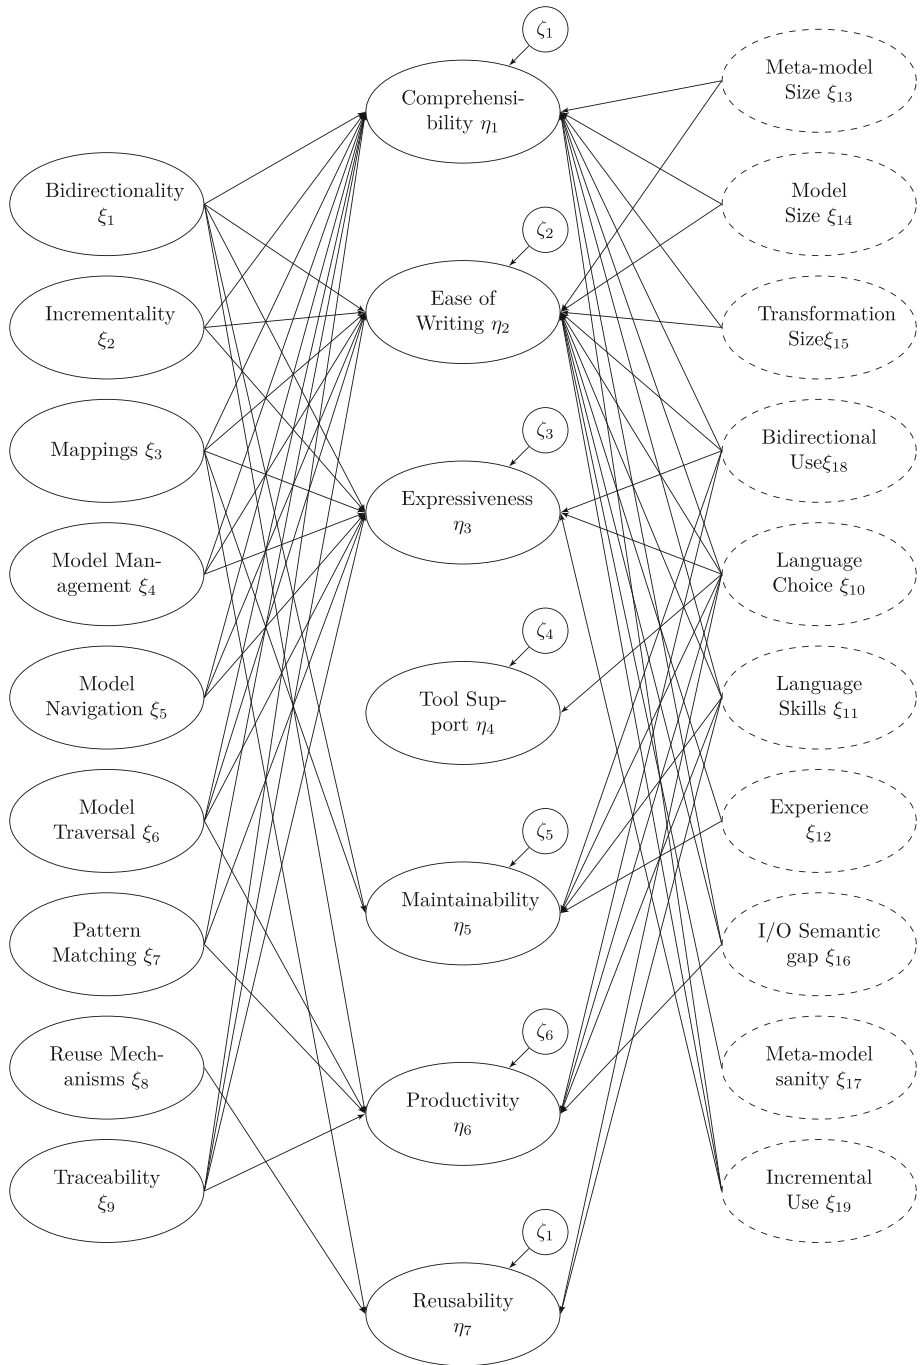 ζ1
Comprehensi-
bility η1
Meta-model
Size ξ13
Bidirectionality
ξ1
Model
Size ξ14
ζ2
Ease of
Writing η2
Incrementality
ξ2
Transformation
Sizeξ15
ζ3
Mappings ξ3
Bidirectional
Useξ18
Expressiveness
η3
Model Man-
agement ξ4
Language
Choice ξ10
ζ4
Tool Sup-
port η4
Model
Navigation ξ5
Language
Skills ξ11
Model
Traversal ξ6
Experience
ξ12
ζ5
Maintainability
η5
Pattern
Matching ξ7
I/O Semantic
gap ξ16
ζ6
Reuse Mech-
anisms ξ8
Meta-model
sanity ξ17
Productivity
η6
Traceability
ξ9
Incremental
Use ξ19
ζ1
Reusability
η7